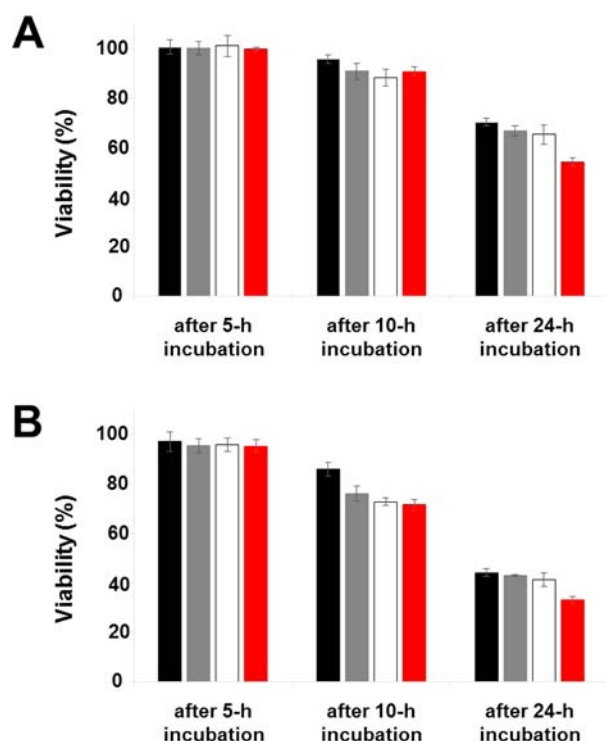 A
Viability (%)
100
80
60
40
20
0
after 5-h
incubation
after 10-h
incubation
after 24-h
incubation
B
Viability (%)
100
80
60
40
20
0
after 5-h
incubation
after 10-h
incubation
after 24-h
incubation